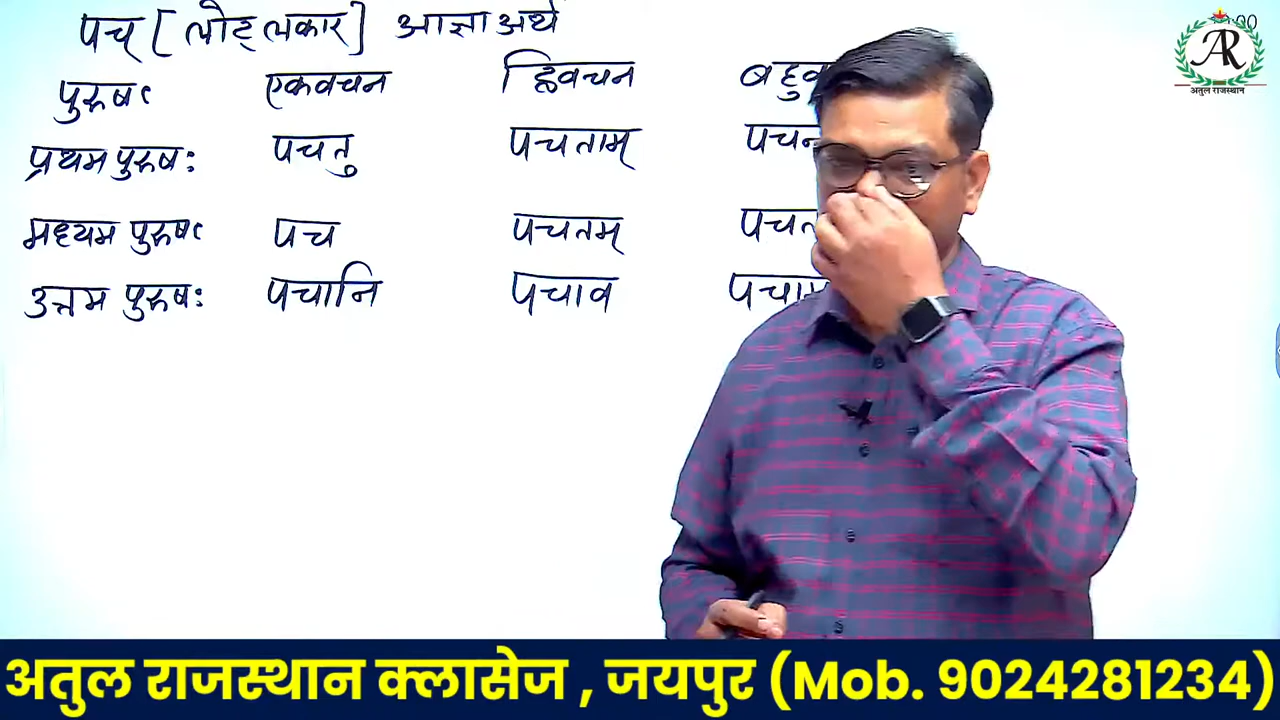 पच् [ लोट् लकार ] आज्ञा अर्थ
पुरुषः एकवचन द्विवचन
प्रथम पुरुषः पचतु पचताम्
मध्यम पुरुषः पच पचतम्
उत्तम पुरुषः पचानि पचाव
AR
अतुल राजस्थान
अतुल राजस्थान क्लासेज , जयपुर (Mob. 9024281234)